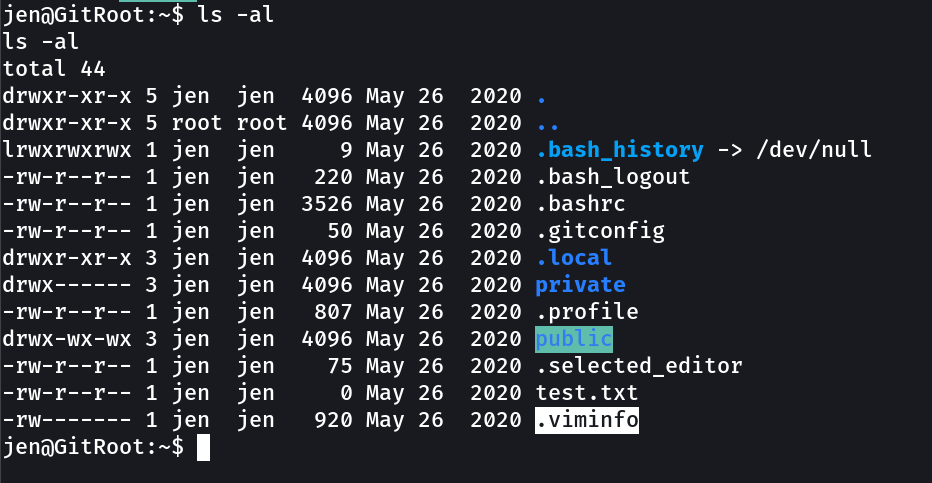 jen@GitRoot:~$ ls -al
ls -al
total 44
drwxr-xr-x 5 jen  jen  4096 May 26  2020 .
drwxr-xr-x 5 root root 4096 May 26  2020 ..
lrwxrwxrwx 1 jen  jen     9 May 26  2020 .bash_history -> /dev/null
-rw-r--r-- 1 jen  jen   220 May 26  2020 .bash_logout
-rw-r--r-- 1 jen  jen  3526 May 26  2020 .bashrc
-rw-r--r-- 1 jen  jen    50 May 26  2020 .gitconfig
drwxr-xr-x 3 jen  jen  4096 May 26  2020 .local
drwx------ 3 jen  jen  4096 May 26  2020 private
-rw-r--r-- 1 jen  jen   807 May 26  2020 .profile
drwx-wx-wx 3 jen  jen  4096 May 26  2020 public
-rw-r--r-- 1 jen  jen    75 May 26  2020 .selected_editor
-rw-r--r-- 1 jen  jen     0 May 26  2020 test.txt
-rw------- 1 jen  jen   920 May 26  2020 .viminfo
jen@GitRoot:~$